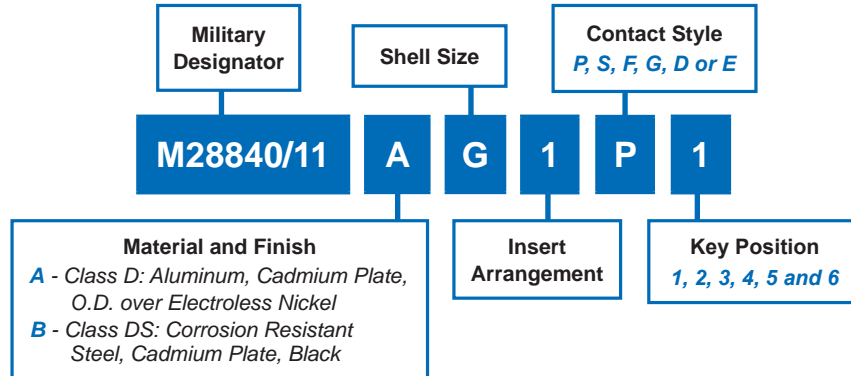 Military
Designator
Shell Size
Contact Style
P, S, F, G, D or E
M28840/11 A G 1 P 1
Material and Finish
A - Class D: Aluminum, Cadmium Plate,
O.D. over Electroless Nickel
B - Class DS: Corrosion Resistant
Steel, Cadmium Plate, Black
Insert
Arrangement
Key Position
1, 2, 3, 4, 5 and 6